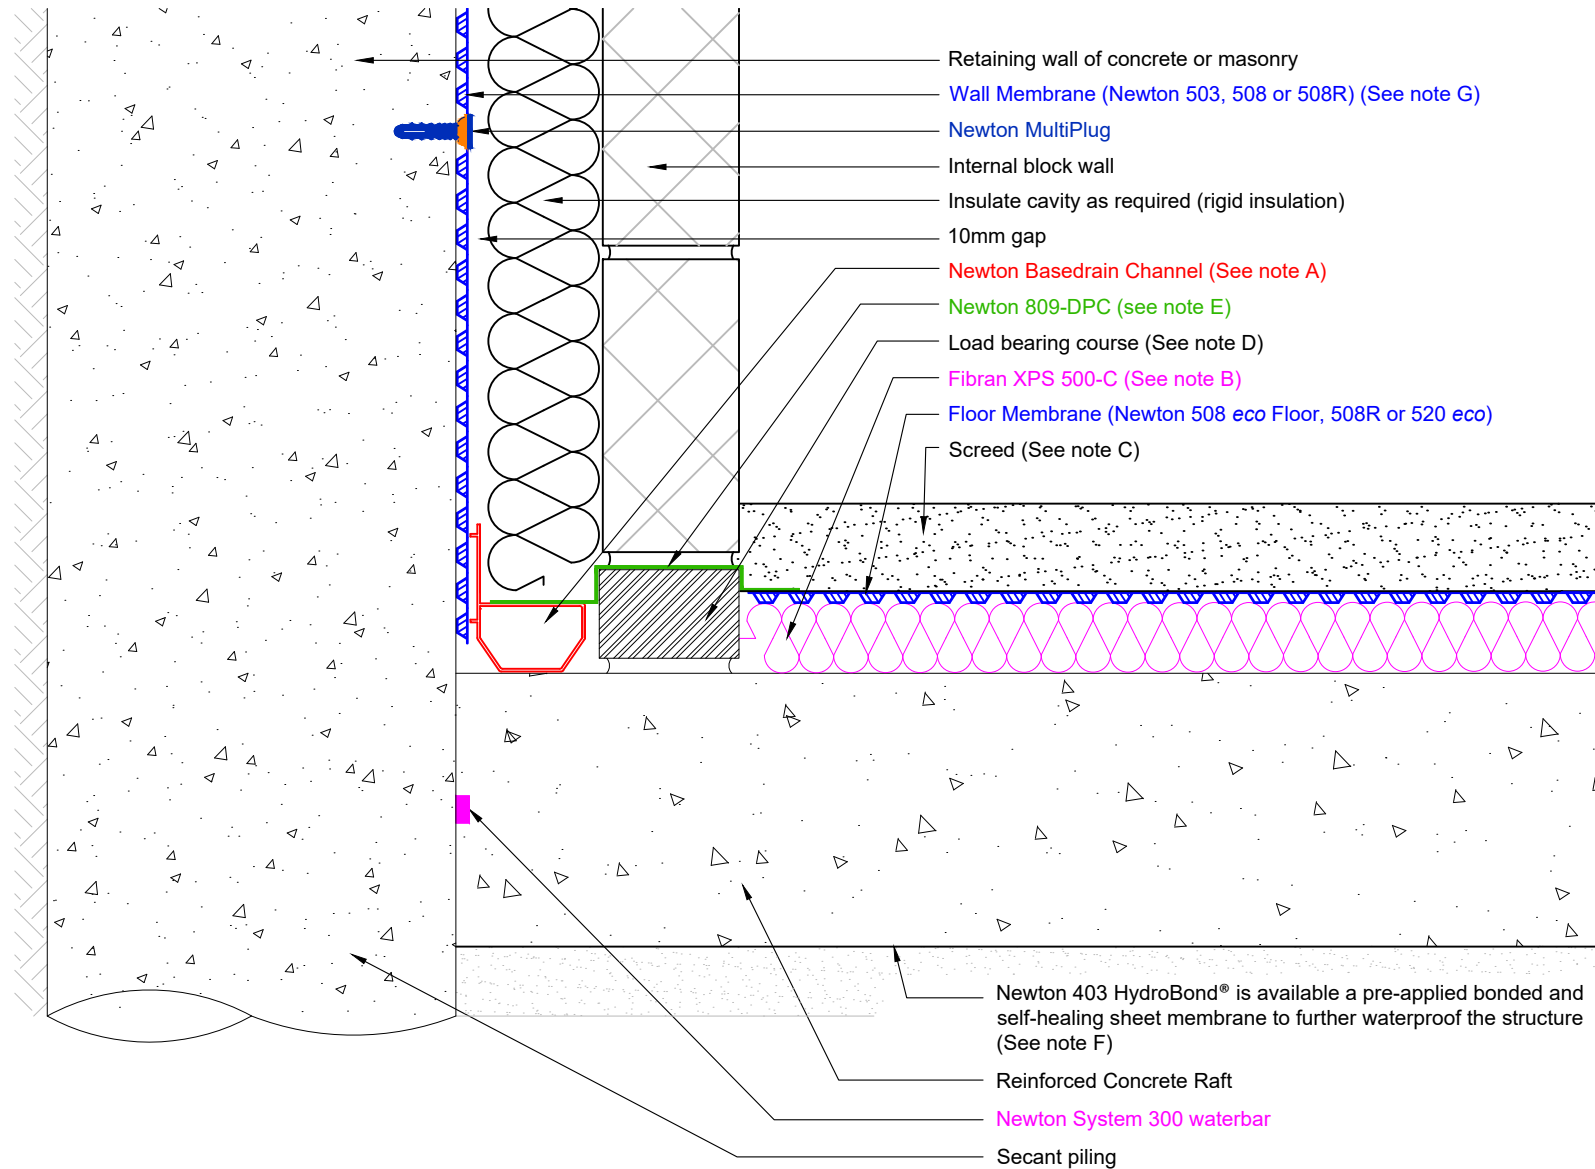 Retaining wall of concrete or masonry
Wall Membrane (Newton 503, 508 or 508R) (See note G)
Newton MultiPlug
Internal block wall
Insulate cavity as required (rigid insulation)
10mm gap
Newton Basedrain Channel (See note A)
Newton 809-DPC (see note E)
Load bearing course (See note D)
Fibran XPS 500-C (See note B)
Floor Membrane (Newton 508 eco Floor, 508R or 520 eco)
Screed (See note C)
Newton 403 HydroBond® is available a pre-applied bonded and
self-healing sheet membrane to further waterproof the structure
(See note F)
Reinforced Concrete Raft
Newton System 300 waterbar
Secant piling